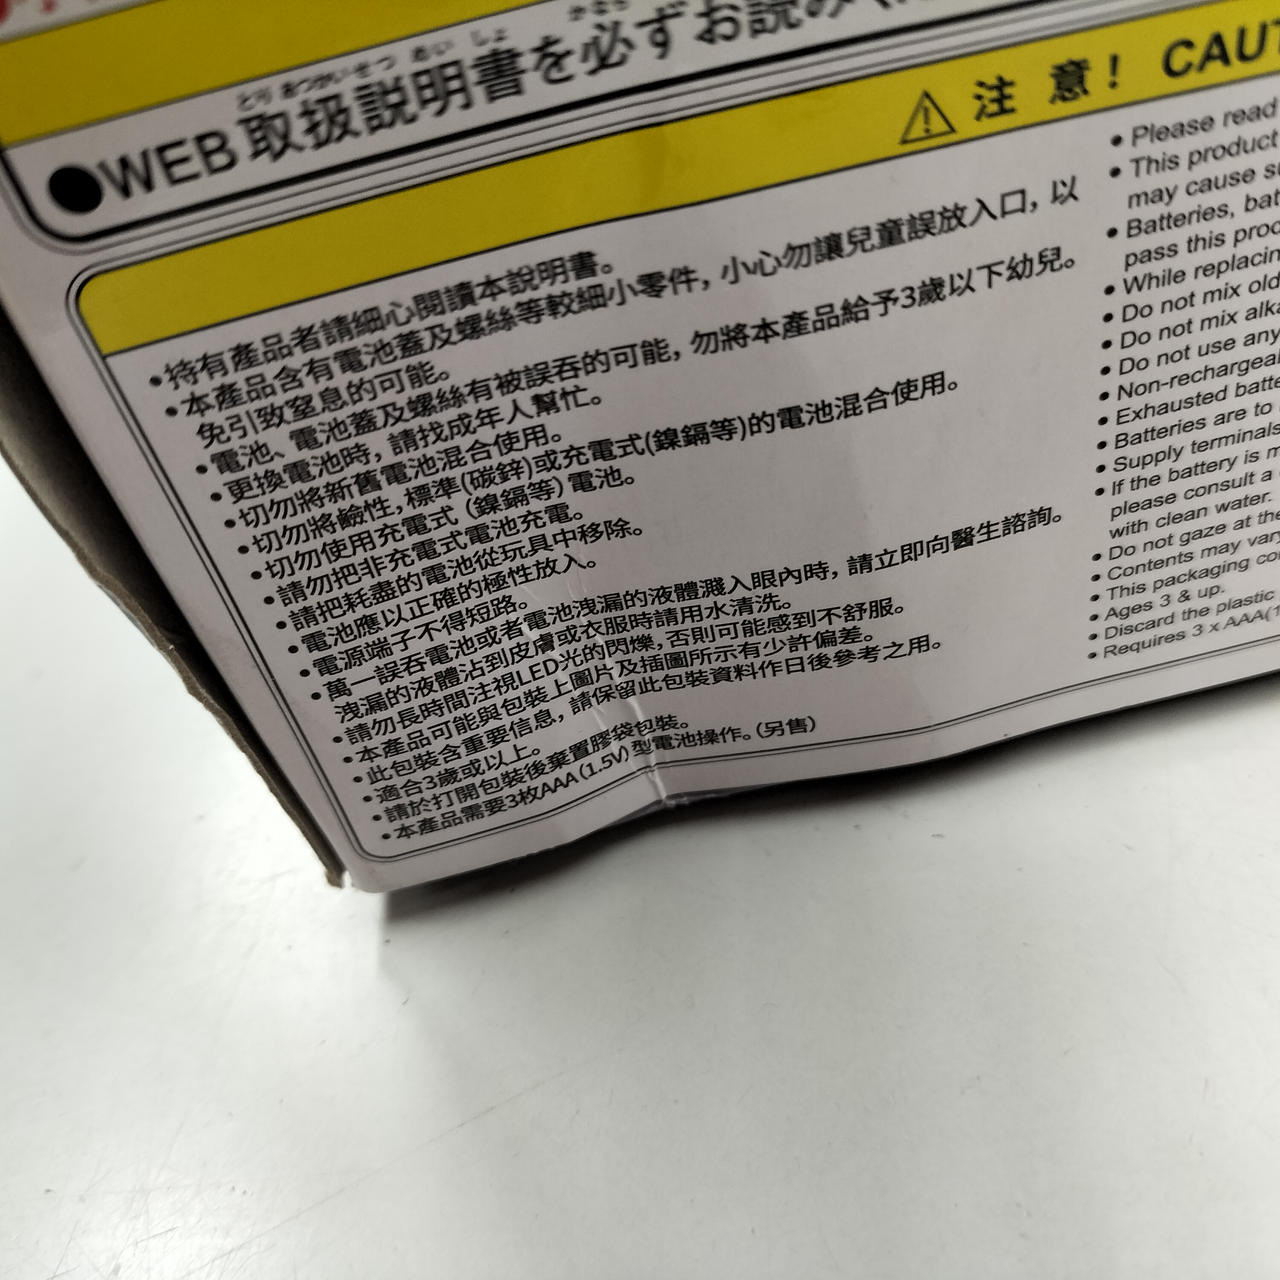 ●WEB取扱説明書を必ずお読み
とり あつかい せつ めい しょ
注 意! CAU
•持有產品者請細心閱讀本說明書。
•本產品含有電池蓋及螺絲等較細小零件，小心勿讓兒童誤放入口，以
免引致窒息的可能。
•電池、電池蓋及螺絲有被誤吞的可能，勿將本產品給予3歲以下幼兒。
•更換電池時，請找成年人幫忙。
•切勿將新舊電池混合使用。
•切勿將鹼性，標準(碳鋅)或充電式(鎳鎘等)的電池混合使用。
•切勿使用充電式（鎳鎘等）電池。
•請勿把非充電式電池充電。
•請把耗盡的電池從玩具中移除。
•電池應以正確的極性放入。
•電源端子不得短路。
•萬一誤吞電池或者電池洩漏的液體濺入眼內時，請立即向醫生諮詢。
洩漏的液體沾到皮膚或衣服時請用水清洗。
•請勿長時間注視LED光的閃爍，否則可能感到不舒服。
•本產品可能與包裝上圖片及插圖所示有少許偏差。
•此包裝含重要信息，請保留此包裝資料作日後參考之用。
•適合3歲或以上。
•請於打開包裝後棄置膠袋包裝。
•本產品需要3枚AAA（1.5V）型電池操作。（另售）
• Please read
• This product
may cause
• Batteries, bat
pass this
• While
• Do not mix old
• Do not mix
• Do not use any
• Non-rechargeab
• Exhausted
• Batteries are to
• Supply terminals
• If the battery is
please consult a
with clean water.
• Do not gaze at the
• Contents may vary
• This packaging
• Ages 3 & up.
• Discard the plastic
• Requires 3 x AAA(1